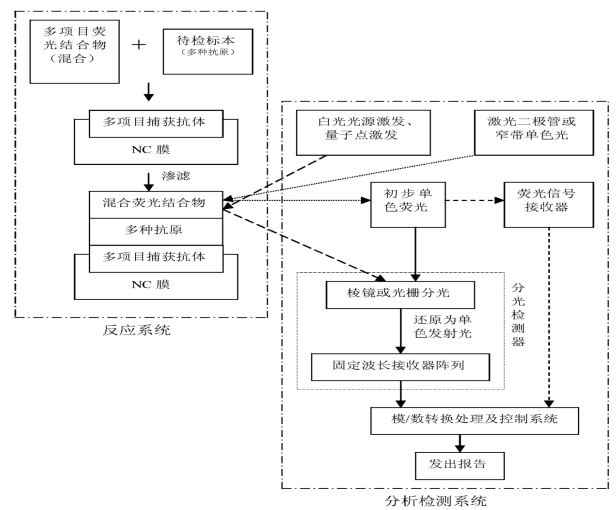 多项目荧
光结合物
（混合）
+
待检标本
（多种抗原）
多项目捕获抗体
NC 膜
渗滤
混合荧光结合物
多种抗原
多项目捕获抗体
NC 膜
反应系统
白光光源激发、
量子点激发
激光二极管或
窄带单色光
初步单
色荧光
荧光信号
接收器
棱镜或光栅分光
还原为单
色发射光
固定波长接收器阵列
分光检测器
模/数转换处理及控制系统
发出报告
分析检测系统